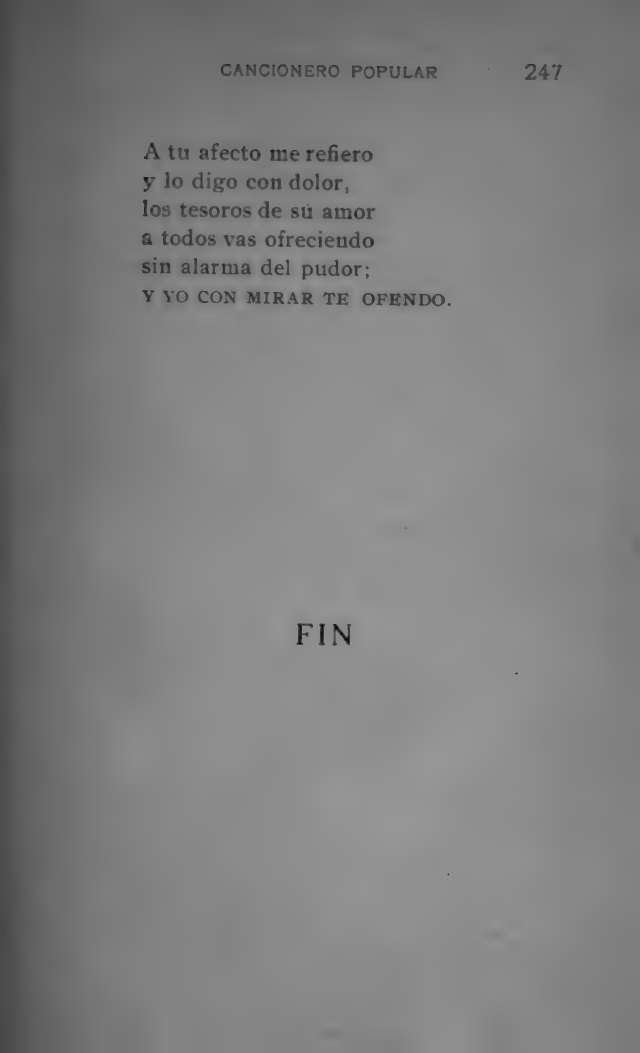 CANCIONERO POPULAR 247
A tu afecto me refiero
y lo digo con dolor,
los tesoros de su amor
a todos vas ofreciendo
sin alarma del pudor;
Y YO CON MIRAR TE OFENDO.
FIN